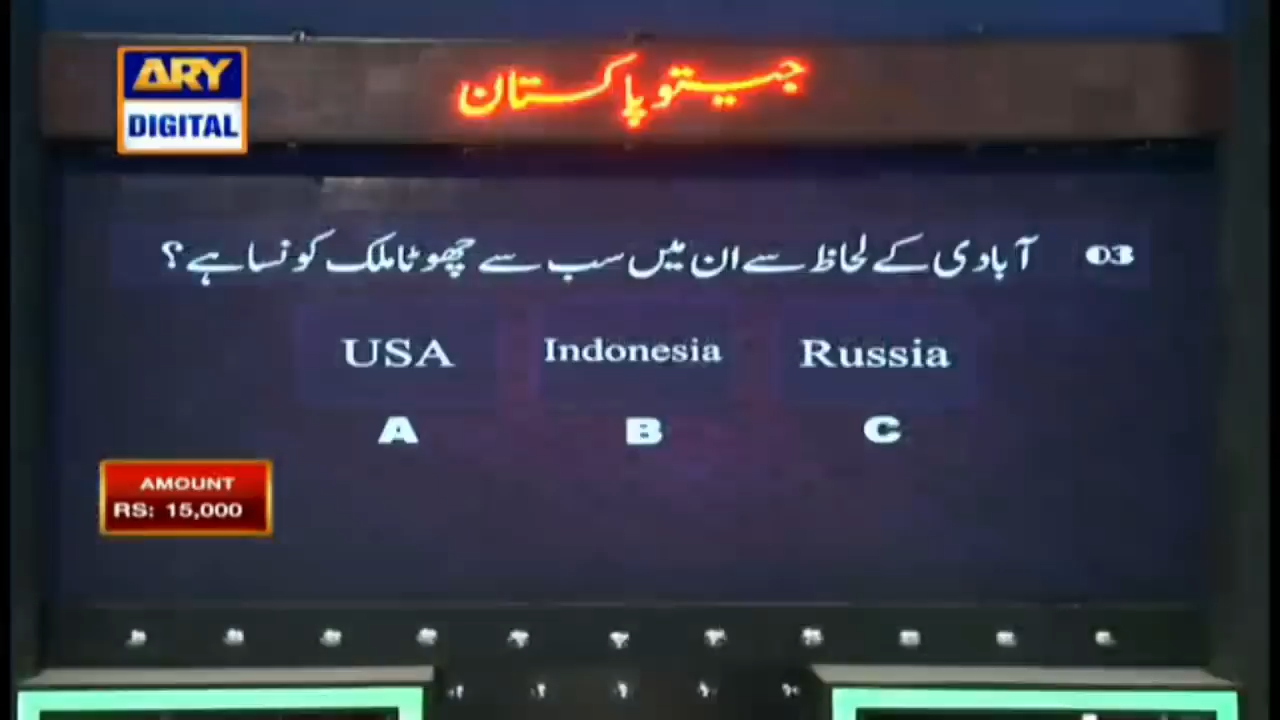 ARY
DIGITAL
جیتو پاکستان
03 آبادی کے لحاظ سے ان میں سب سے چھوٹا ملک کونسا ہے؟
USA Indonesia Russia
A B C
AMOUNT
RS: 15,000